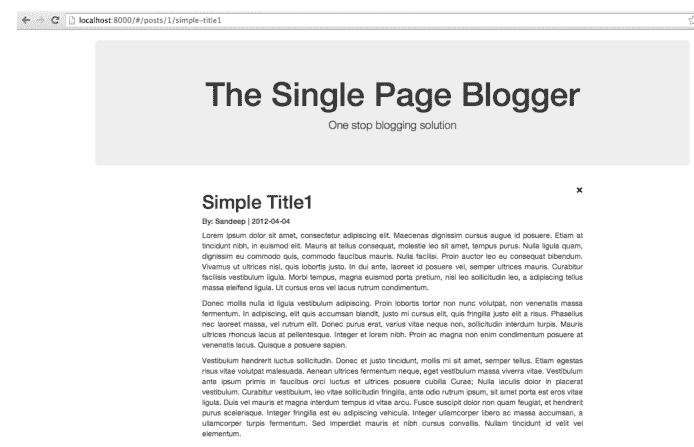 localhost:8000/#/posts/1/simple-title1
The Single Page Blogger
One stop blogging solution
×
Simple Title1
By: Sandeep | 2012-04-04
Lorem ipsum dolor sit amet, consectetur adipiscing elit. Maecenas dignissim cursus augue id posuere. Etiam at
tincidunt nibh, in euismod elit. Mauris at tellus consequat, molestie leo sit amet, tempus purus. Nulla ligula quam,
dignissim eu commodo quis, commodo faucibus mauris. Nulla facilisi. Proin auctor leo eu consequat bibendum.
Vivamus ut ultrices nisl, quis lobortis justo. In dui ante, laoreet id posuere vel, semper ultrices mauris. Curabitur
facilisis vestibulum ligula. Morbi tempus, magna euismod porta pretium, nisi leo sollicitudin leo, a adipiscing tellus
massa eleifend ligula. Ut cursus eros vel lacus rutrum condimentum.
Donec mollis nulla id ligula vestibulum adipiscing. Proin lobortis tortor non nunc volutpat, non venenatis massa
fermentum. In adipiscing, elit quis accumsan blandit, justo mi cursus elit, quis fringilla justo elit a risus. Phasellus
nec laoreet massa, vel rutrum elit. Donec purus erat, varius vitae neque non, sollicitudin interdum turpis. Mauris
ultrices rhoncus lacus at pellentesque. Integer et lorem nibh. Proin ac magna non enim condimentum posuere at
venenatis lacus. Quisque a posuere sapien.
Vestibulum hendrerit luctus sollicitudin. Donec et justo tincidunt, mollis mi sit amet, semper tellus. Etiam egestas
risus vitae volutpat malesuada. Aenean ultrices fermentum neque, eget vestibulum massa viverra vitae. Vestibulum
ante ipsum primis in faucibus orci luctus et ultrices posuere cubilia Curae; Nulla iaculis dolor in placerat
vestibulum. Curabitur vestibulum, leo vitae sollicitudin fringilla, ante odio rutrum ipsum, sit amet porta est eros vitae
ligula. Duis vel mauris et magna interdum tempus id vitae arcu. Fusce suscipit dolor non quam feugiat, et hendrerit
purus scelerisque. Integer fringilla est eu adipiscing vehicula. Integer ullamcorper libero ac massa accumsan, a
ullamcorper turpis fermentum. Sed imperdiet mauris et nibh cursus convallis. Nullam tincidunt id velit vel
elementum.